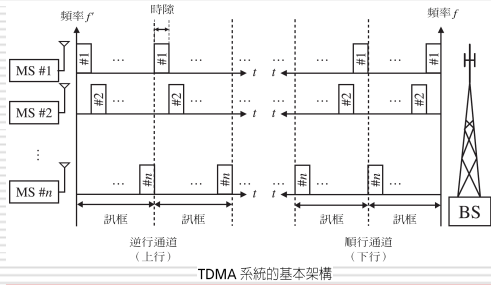 頻率 f′ 時隙 頻率 f
MS #1 #1 … #1 … t t … #1 … #1
MS #2 #2 … #2 … t t … #2 … #2
⋮
MS #n … #n … #n t t #n … #n …
訊框 訊框 訊框 訊框
BS
逆行通道 順行通道
(上行) (下行)
TDMA 系統的基本架構